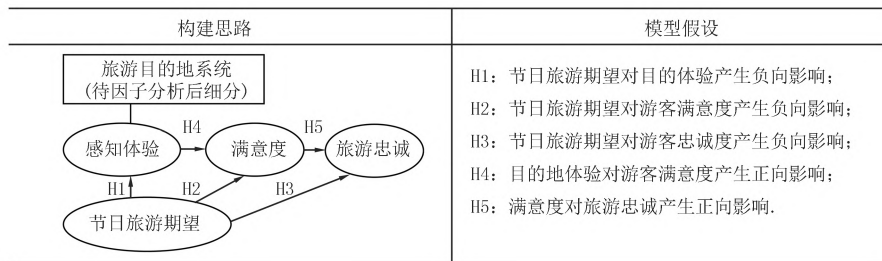 构建思路
模型假设
旅游目的地系统
(待因子分析后细分)
感知体验
H4
满意度
H5
旅游忠诚
H1
H2
H3
节日旅游期望
H1：节日旅游期望对目的体验产生负向影响；
H2：节日旅游期望对游客满意度产生负向影响；
H3：节日旅游期望对游客忠诚度产生负向影响；
H4：目的地体验对游客满意度产生正向影响；
H5：满意度对旅游忠诚产生正向影响.